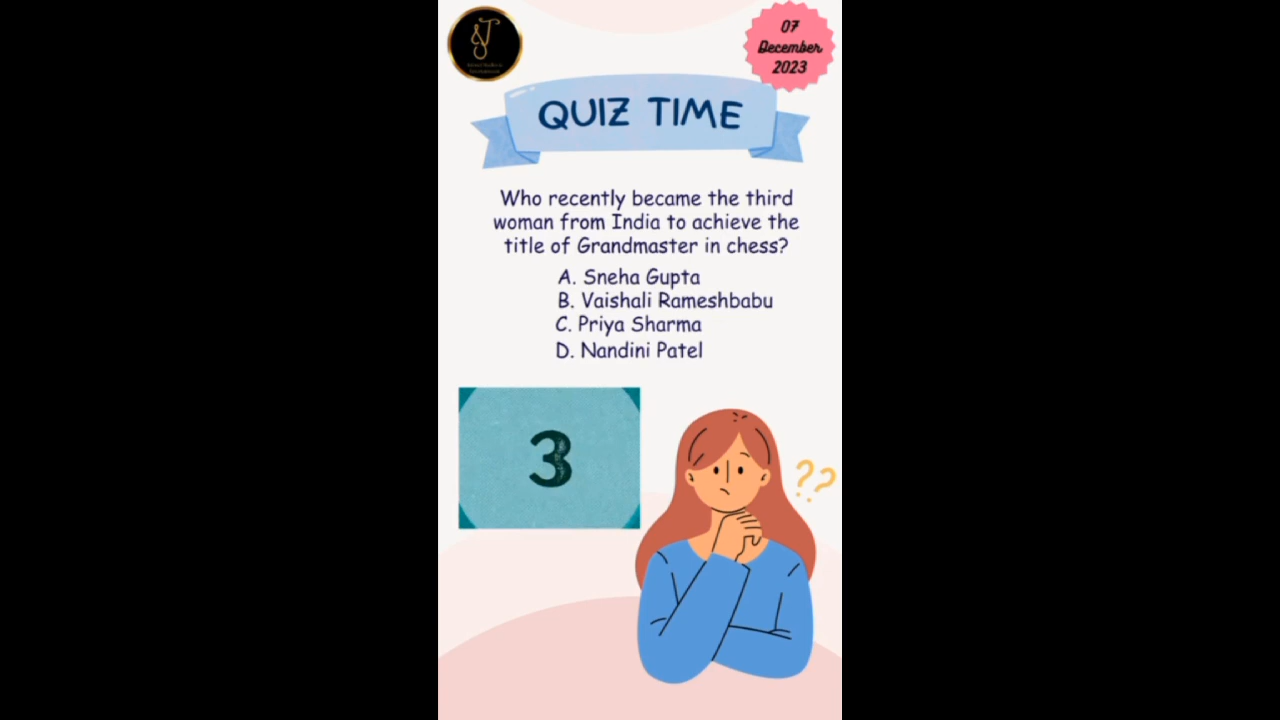 07
December
2023
QUIZ TIME
Who recently became the third
woman from India to achieve the
title of Grandmaster in chess?
A. Sneha Gupta
B. Vaishali Rameshbabu
C. Priya Sharma
D. Nandini Patel
3
??